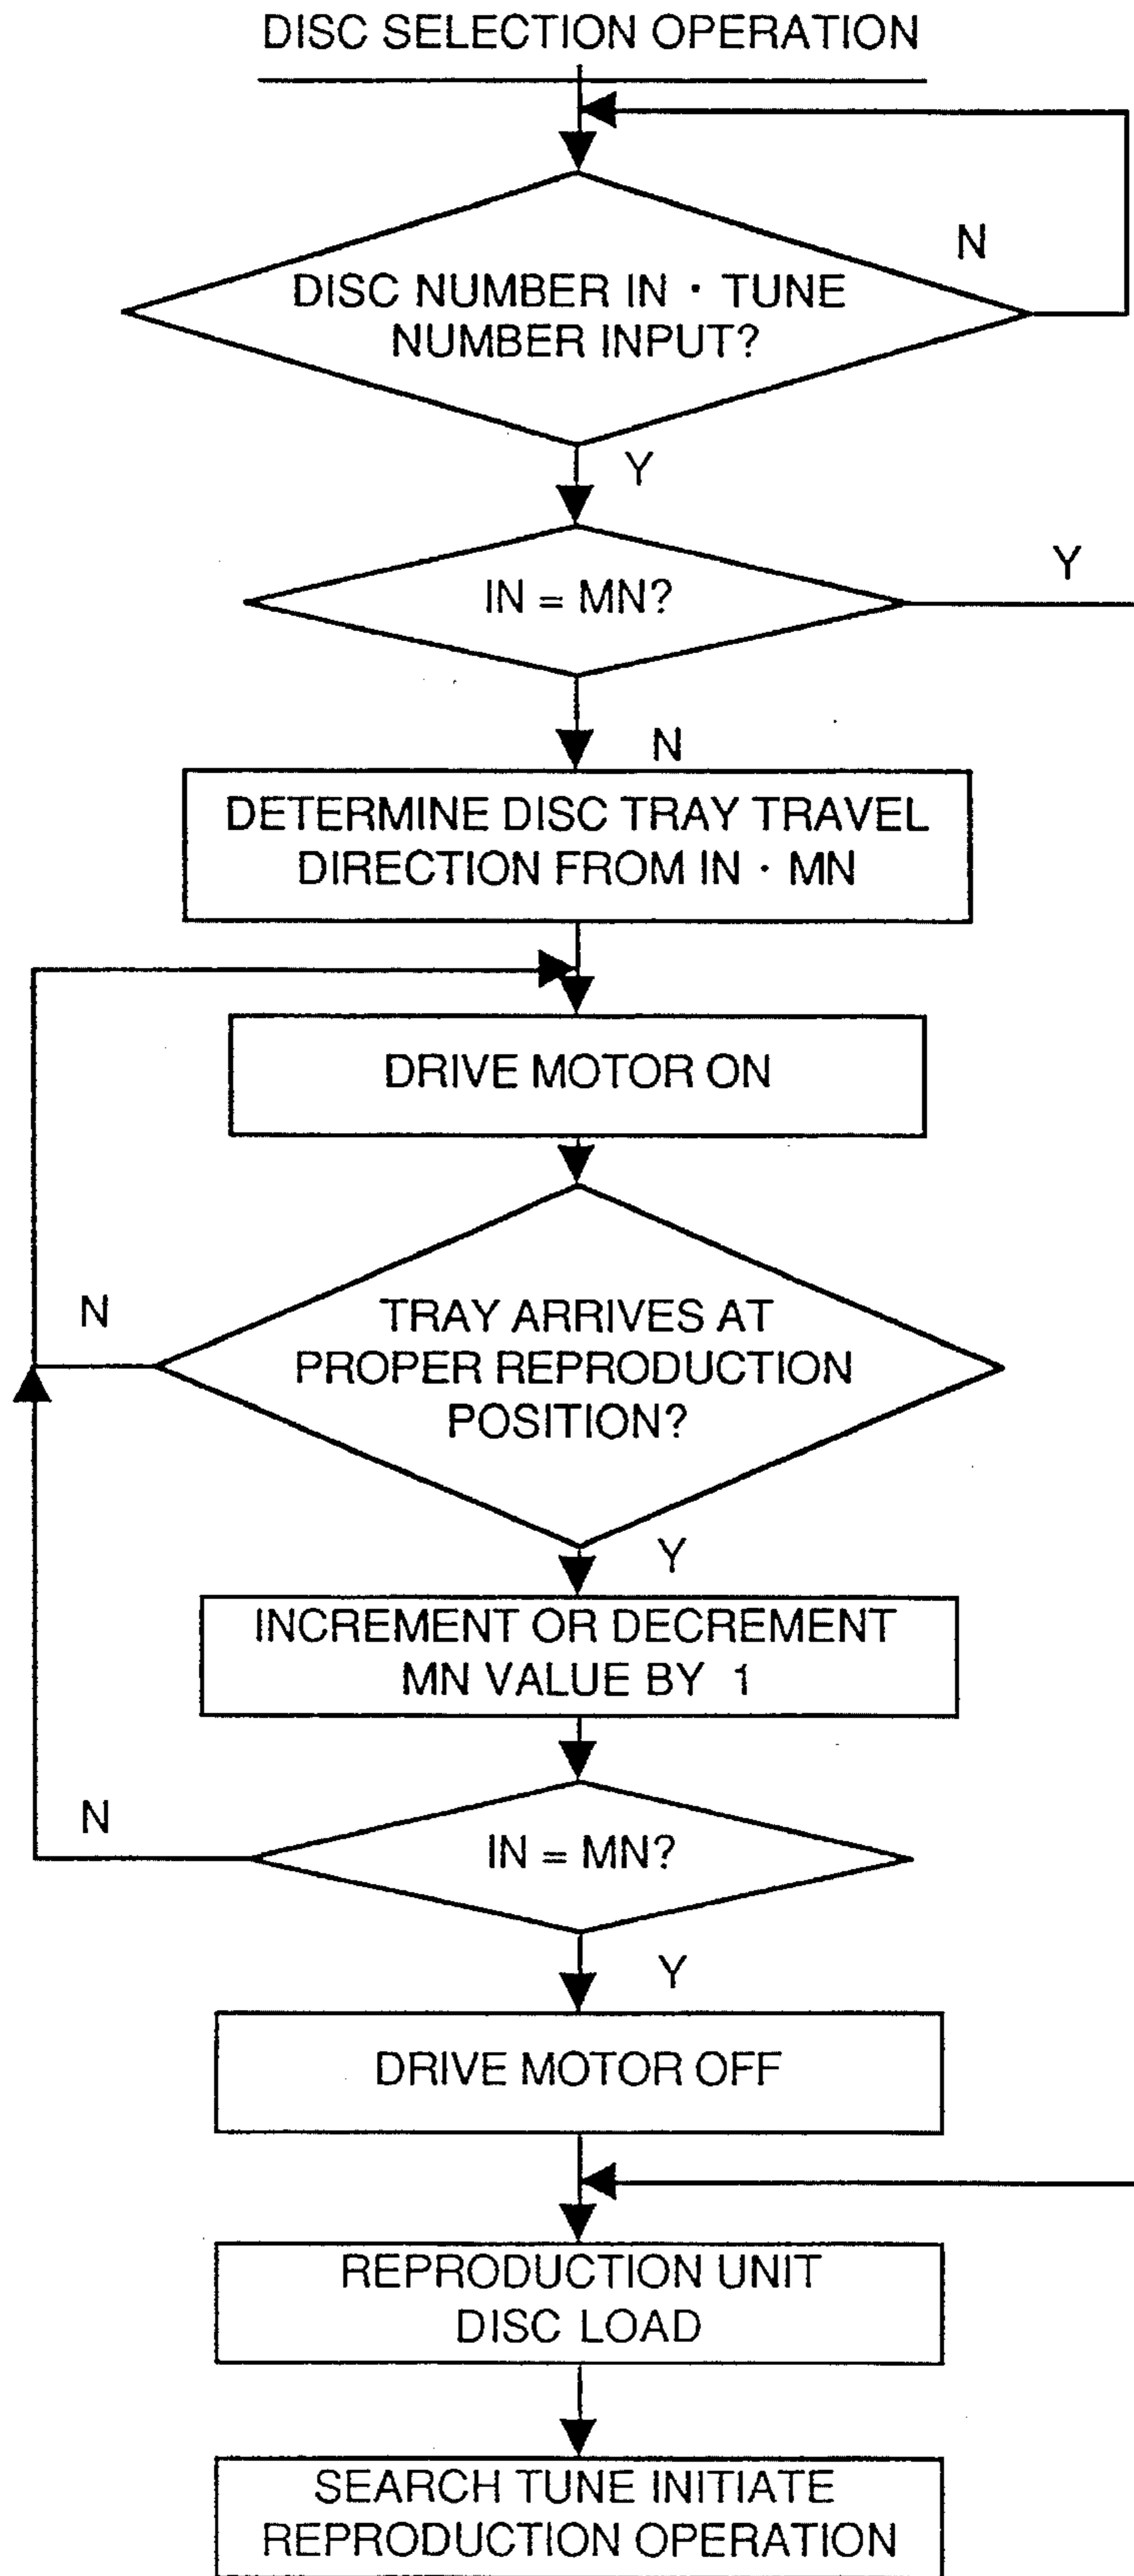 DISC SELECTION OPERATION
N
DISC NUMBER IN · TUNE
NUMBER INPUT?
Y
Y
IN = MN?
N
DETERMINE DISC TRAY TRAVEL
DIRECTION FROM IN · MN
DRIVE MOTOR ON
N
TRAY ARRIVES AT
PROPER REPRODUCTION
POSITION?
Y
INCREMENT OR DECREMENT
MN VALUE BY 1
N
IN = MN?
Y
DRIVE MOTOR OFF
REPRODUCTION UNIT
DISC LOAD
SEARCH TUNE INITIATE
REPRODUCTION OPERATION